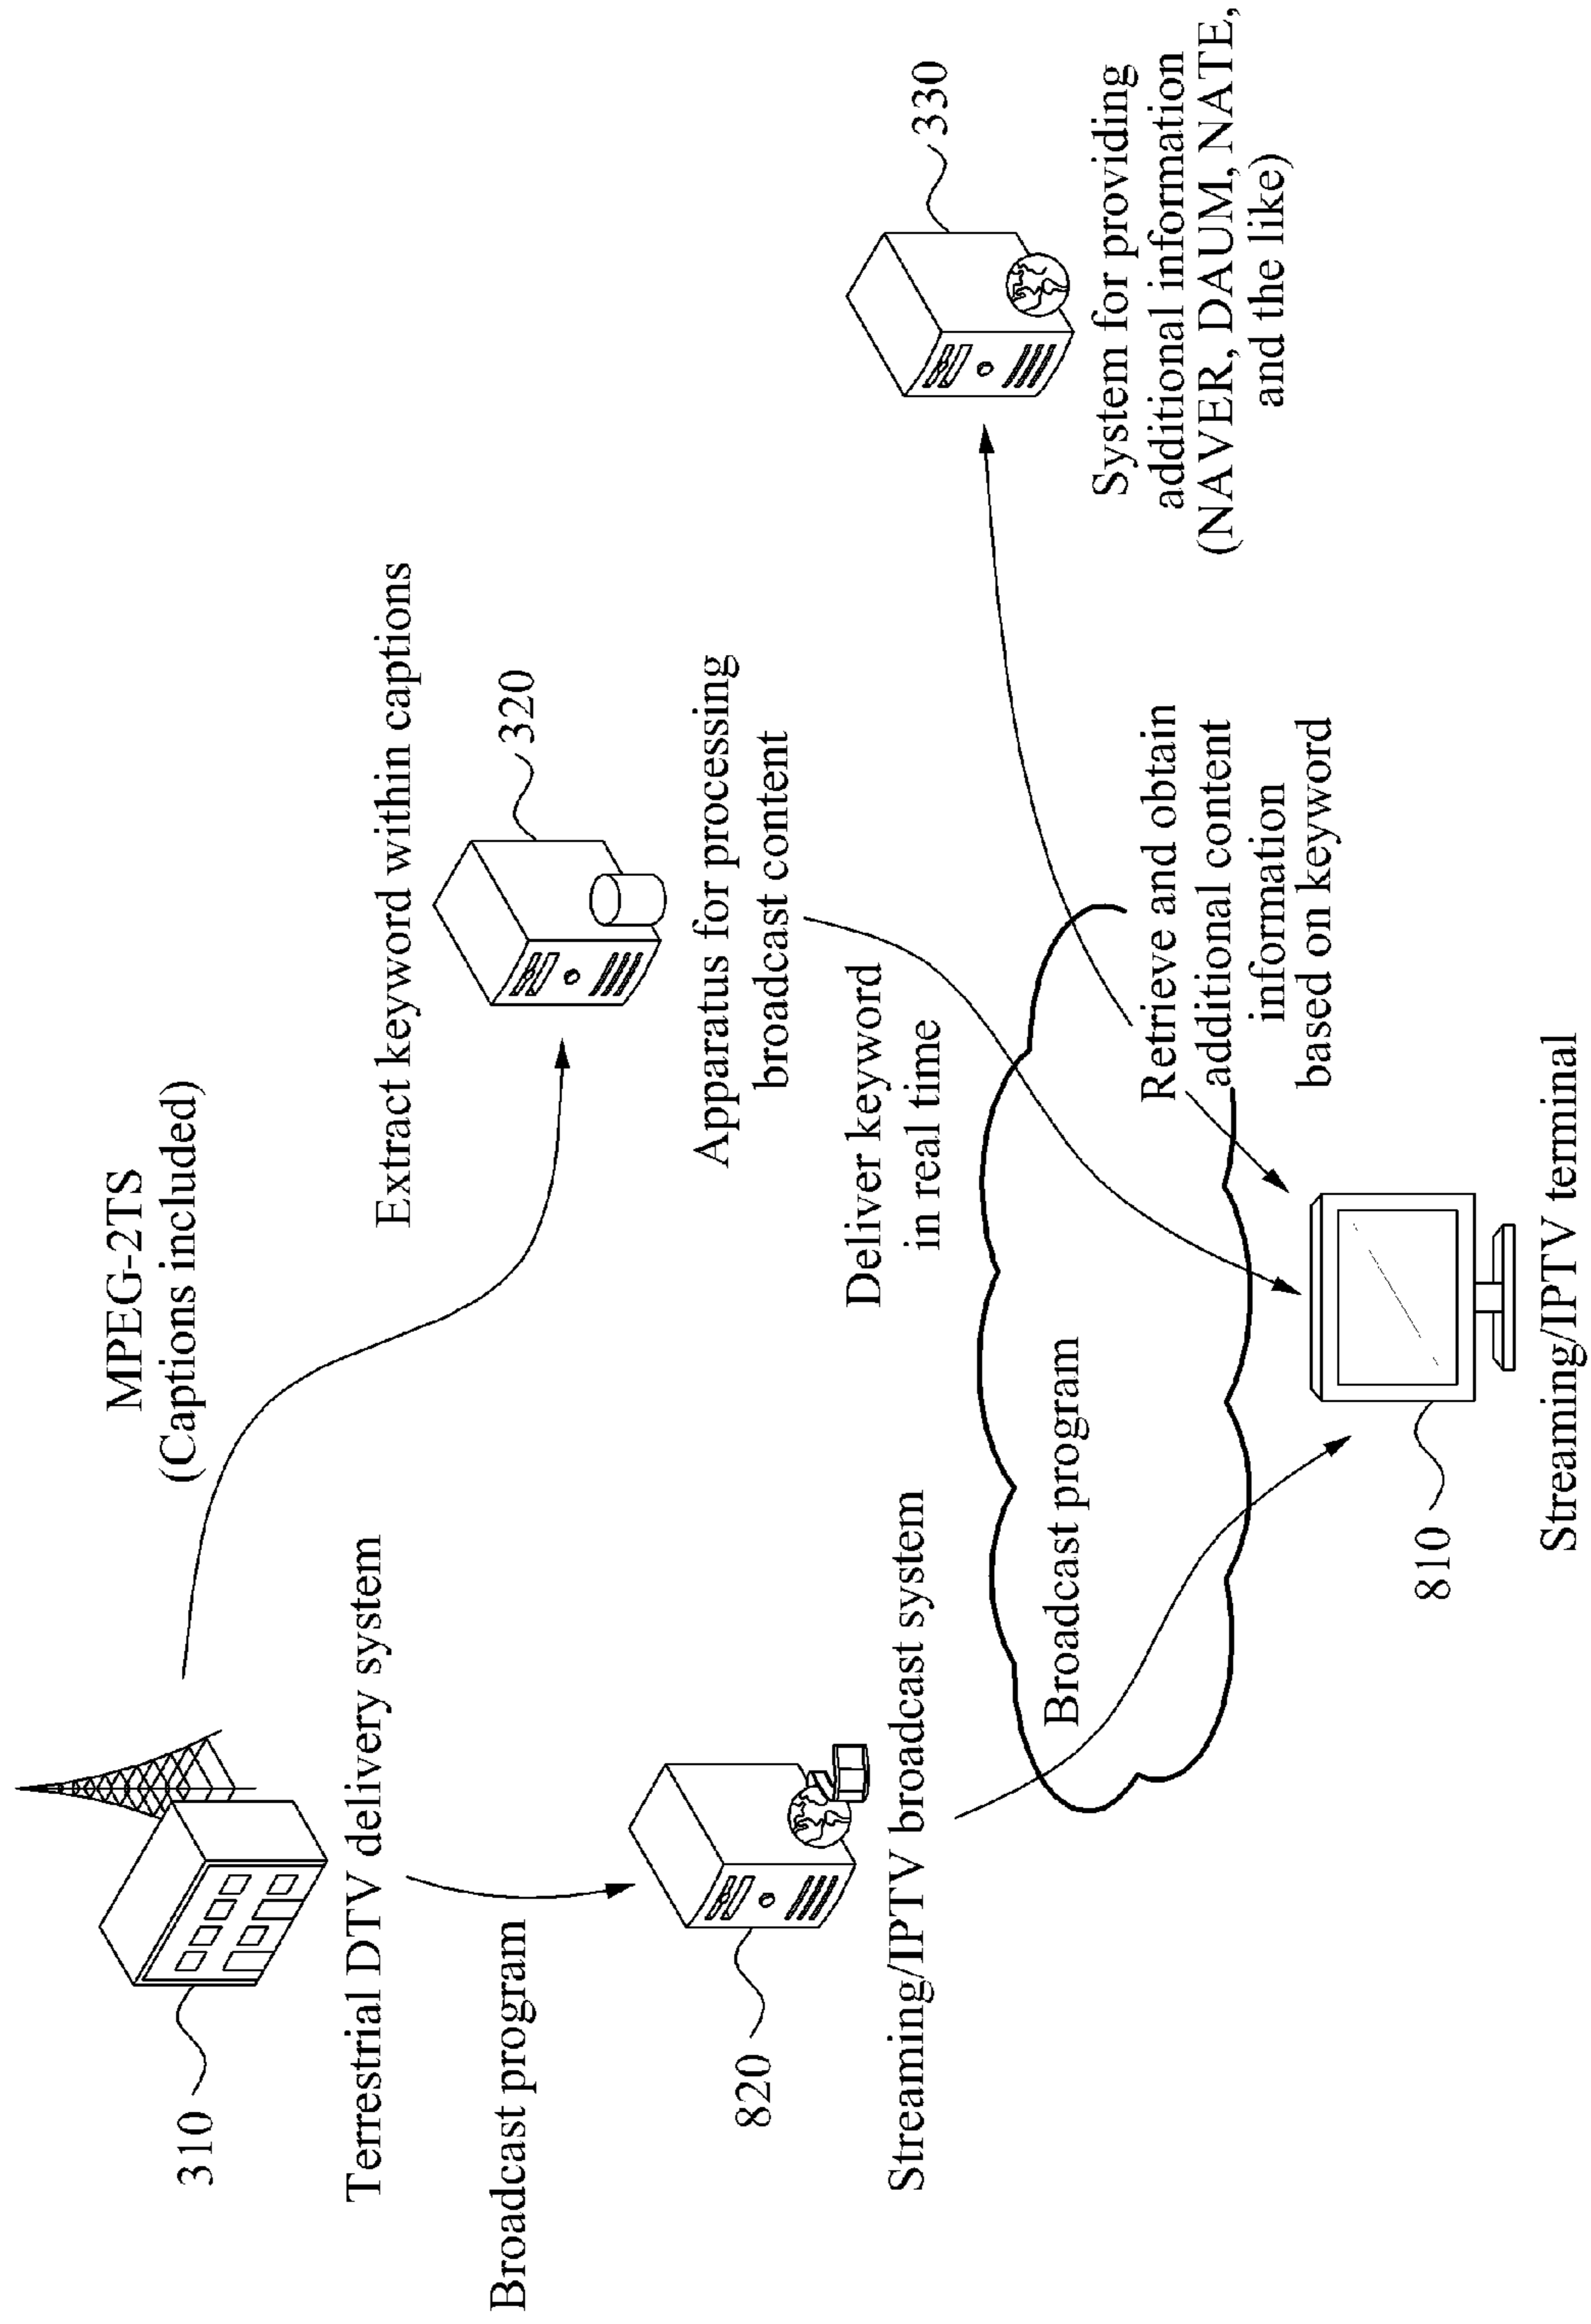 MPEG-2TS
(Captions included)
310
Terrestrial DTV delivery system
Extract keyword within captions
320
Apparatus for processing
broadcast content
Broadcast program
820
Streaming/IPTV broadcast system
Deliver keyword
in real time
330
System for providing
additional information
(NAVER, DAUM, NATE,
and the like)
Broadcast program
Retrieve and obtain
additional content
information
based on keyword
810
Streaming/IPTV terminal